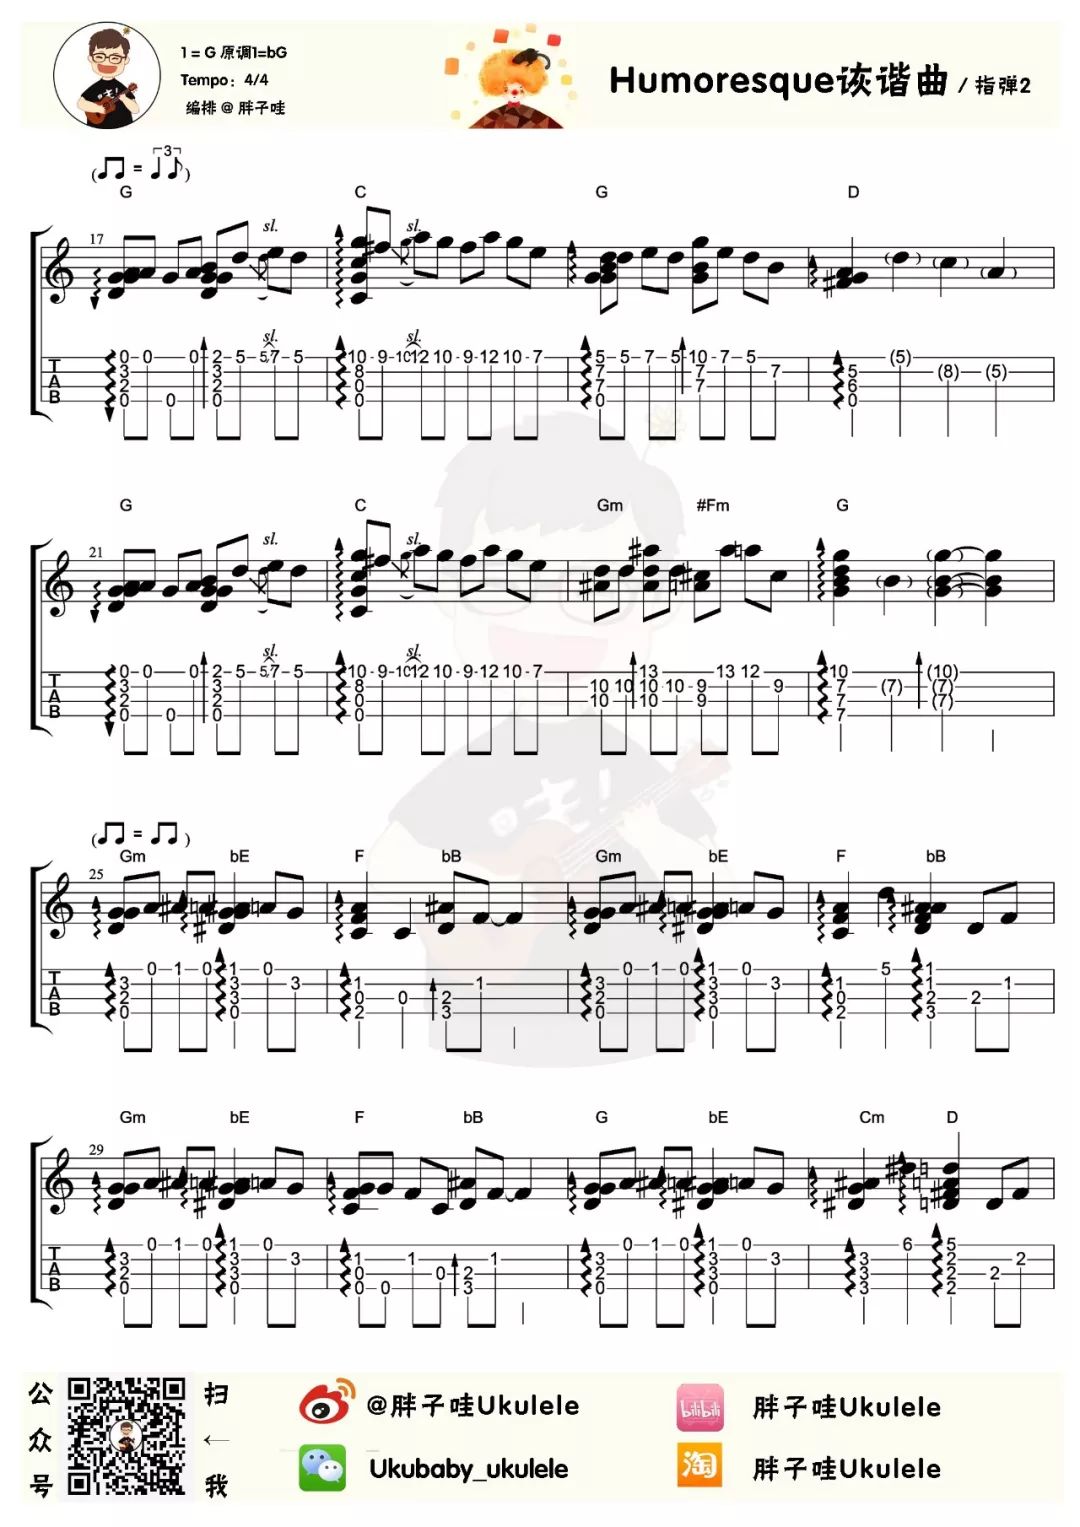 1 = G 原调1=bG
Tempo：4/4
编排 @ 胖子哇
Humoresque诙谐曲 / 指弹2
(♫ = 3 ♩♪)
G C G D
17
sl. sl.
sl. sl.
T 0 0 0 2 5 5 7 5 10 9 10 12 10 9 12 10 7 5 5 7 5 10 7 5 (5)
A 3 3 8 7 7 7 5 (8) (5)
B 2 2 0 7 7 6
0 0 0 0 0 0
G C Gm #Fm G
21
sl. sl.
sl. sl.
T 0 0 0 2 5 5 7 5 10 9 10 12 10 9 12 10 7 13 13 12 10 (10)
A 3 3 8 10 10 10 10 9 9 7 (7) (7)
B 2 2 0 10 10 9 7 (7)
0 0 0 0 7
(♫ = ♫)
Gm bE F bB Gm bE F bB
25
T 0 1 0 1 0 0 1 0 1 0 5 1
A 3 3 3 1 1 3 3 3 1 1 1
B 2 3 0 0 2 2 3 0 2 2
0 0 2 3 0 0 2 3
Gm bE F bB G bE Cm D
29
T 0 1 0 1 0 0 1 0 1 0 6 5
A 3 3 3 1 1 1 3 3 3 3 2 2
B 2 3 0 0 2 2 3 3 2 2
0 0 0 0 3 0 0 3 2
公众号
扫←我
@胖子哇Ukulele
bilibili
胖子哇Ukulele
Ukubaby_ukulele
淘
胖子哇Ukulele